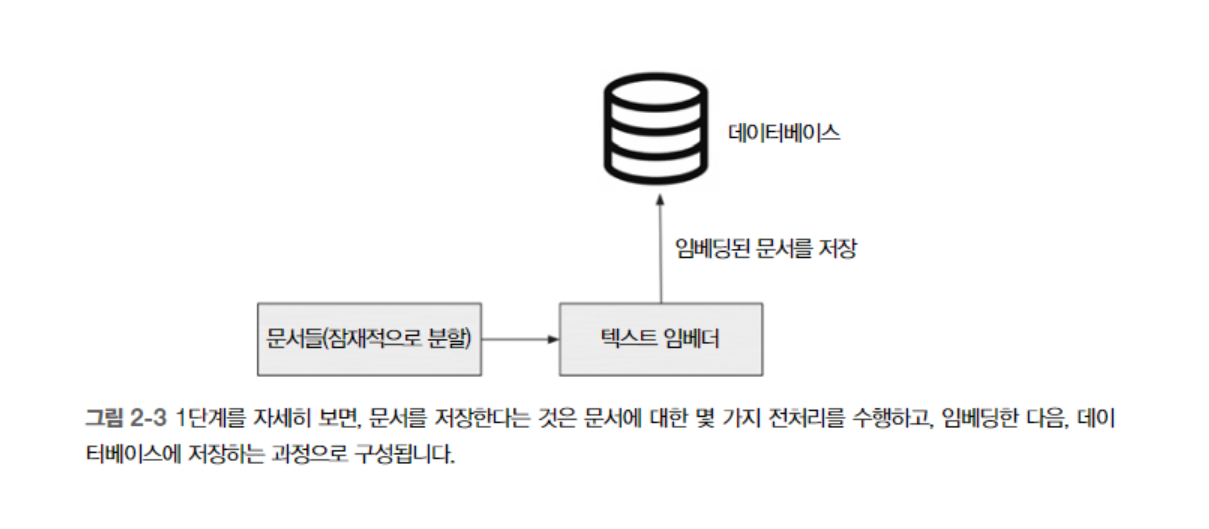 데이터베이스
임베딩된 문서를 저장
문서들(잠재적으로 분할)
텍스트 임베더
그림 2-3 1단계를 자세히 보면, 문서를 저장한다는 것은 문서에 대한 몇 가지 전처리를 수행하고, 임베딩한 다음, 데이
터베이스에 저장하는 과정으로 구성됩니다.